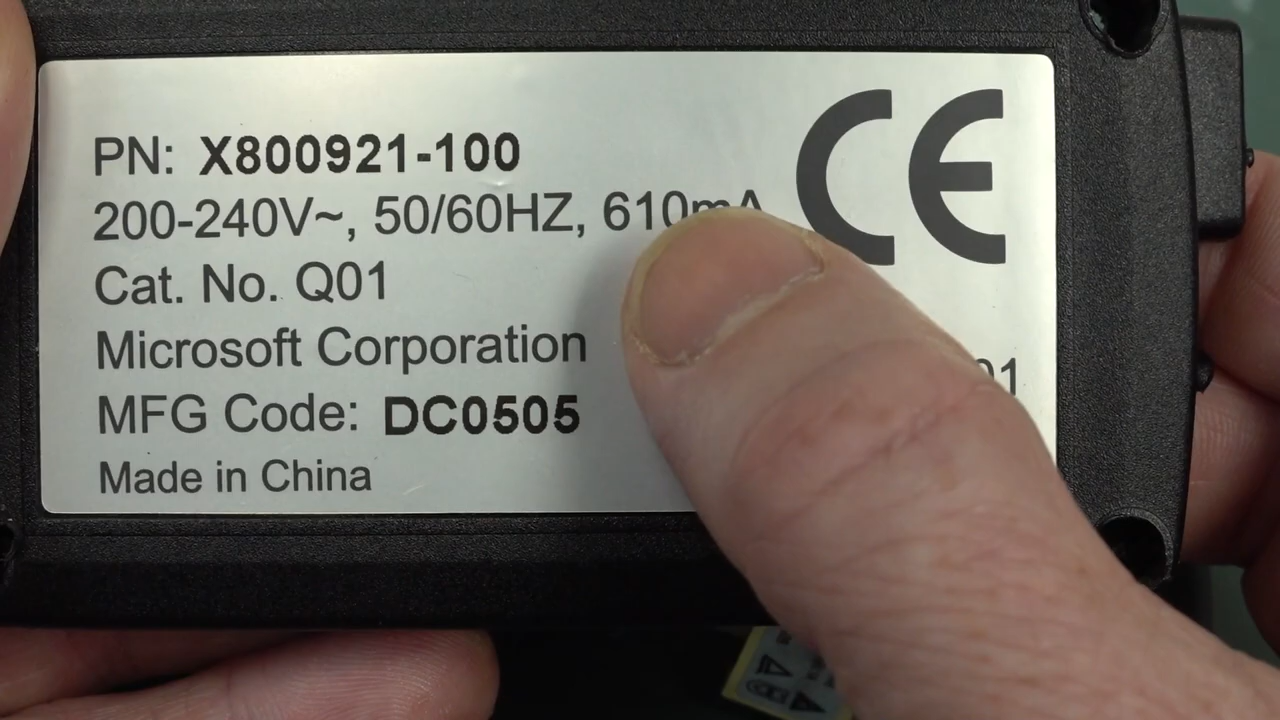 PN: X800921-100
200-240V~, 50/60HZ, 610mA
Cat. No. Q01
Microsoft Corporation
MFG Code: DC0505
Made in China
CE